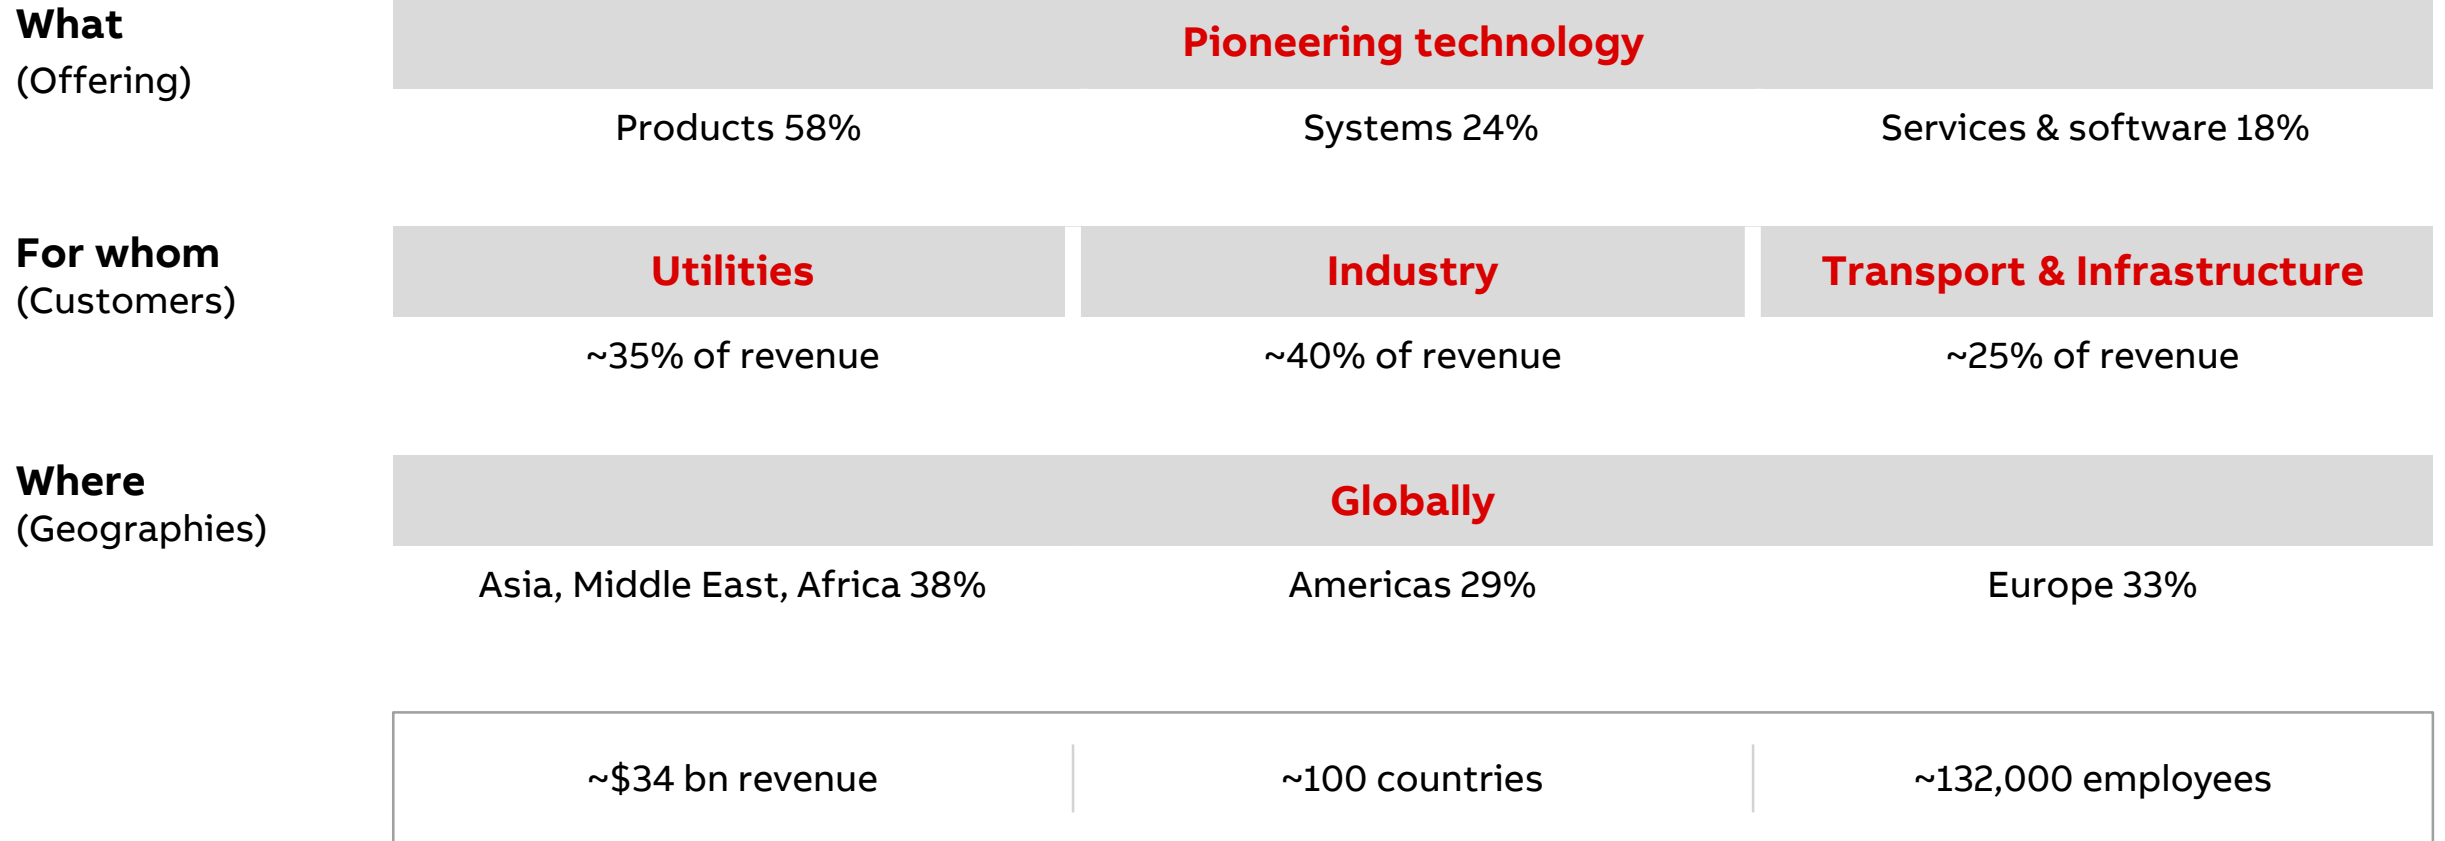 What
(Offering)
Pioneering technology
Products 58%
Systems 24%
Services & software 18%
For whom
(Customers)
Utilities
Industry
Transport & Infrastructure
~35% of revenue
~40% of revenue
~25% of revenue
Where
(Geographies)
Globally
Asia, Middle East, Africa 38%
Americas 29%
Europe 33%
~$34 bn revenue
~100 countries
~132,000 employees